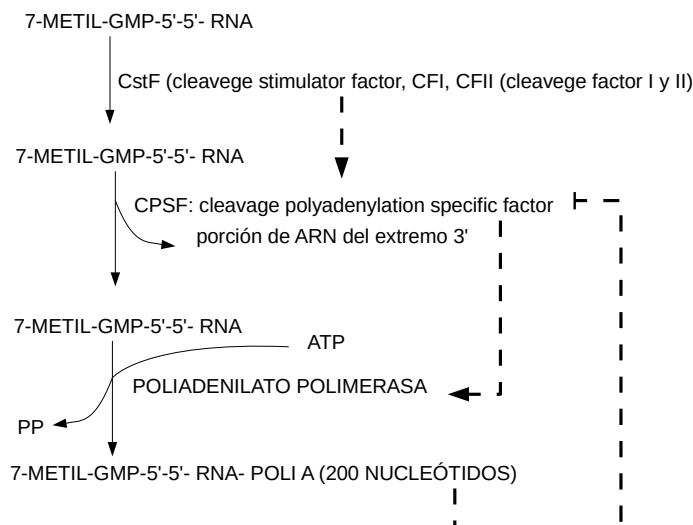 7-METIL-GMP-5'-5'- RNA
CstF (cleavege stimulator factor, CFI, CFII (cleavege factor I y II)
7-METIL-GMP-5'-5'- RNA
CPSF: cleavage polyadenylation specific factor
porción de ARN del extremo 3'
7-METIL-GMP-5'-5'- RNA
ATP
POLIADENILATO POLIMERASA
PP
7-METIL-GMP-5'-5'- RNA- POLI A (200 NUCLEÓTIDOS)